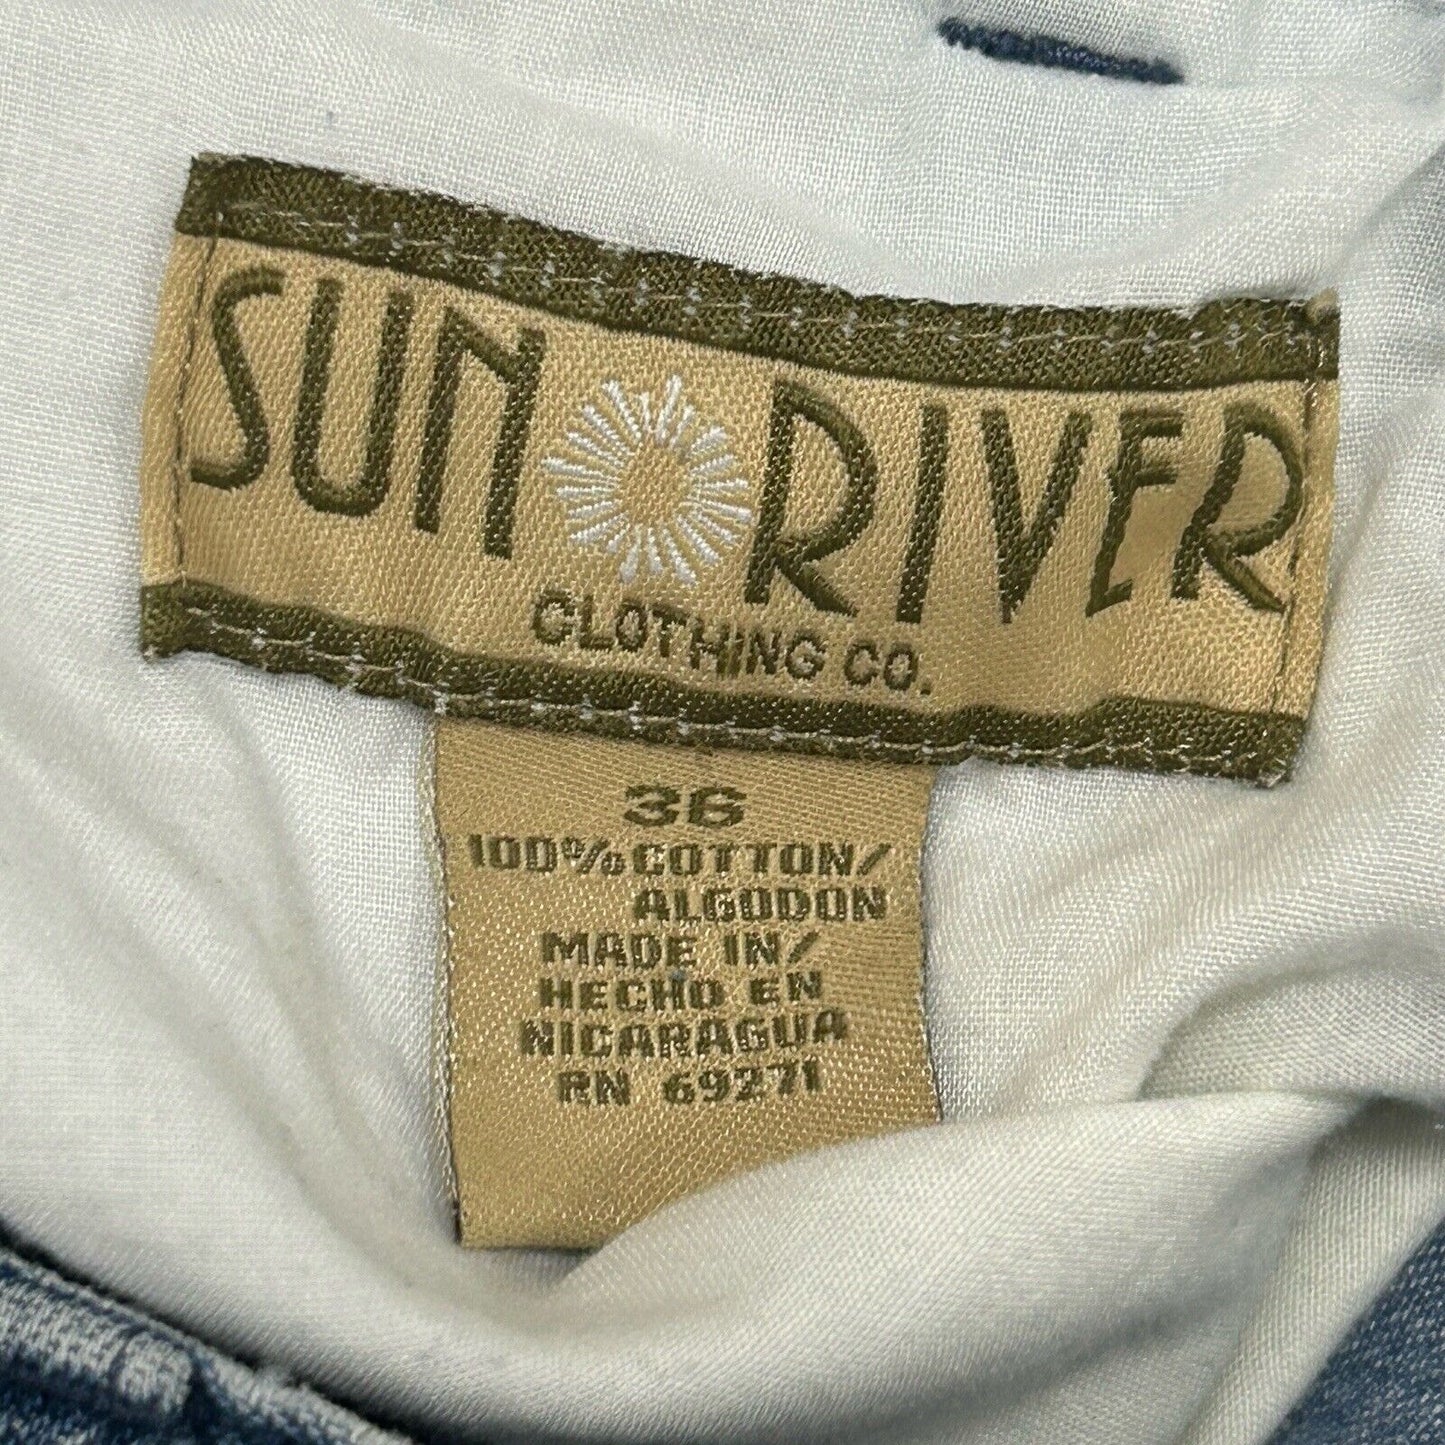 SUN RIVER
CLOTHING CO.
36
100% COTTON/
ALGODON
MADE IN/
HECHO EN
NICARAGUA
RN 69271